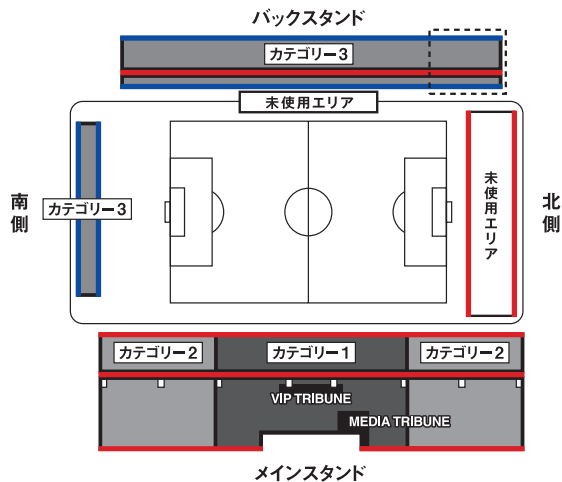 バックスタンド
カテゴリー3
未使用エリア
南側
カテゴリー3
未使用エリア
北側
カテゴリー2
カテゴリー1
カテゴリー2
VIP TRIBUNE
MEDIA TRIBUNE
メインスタンド